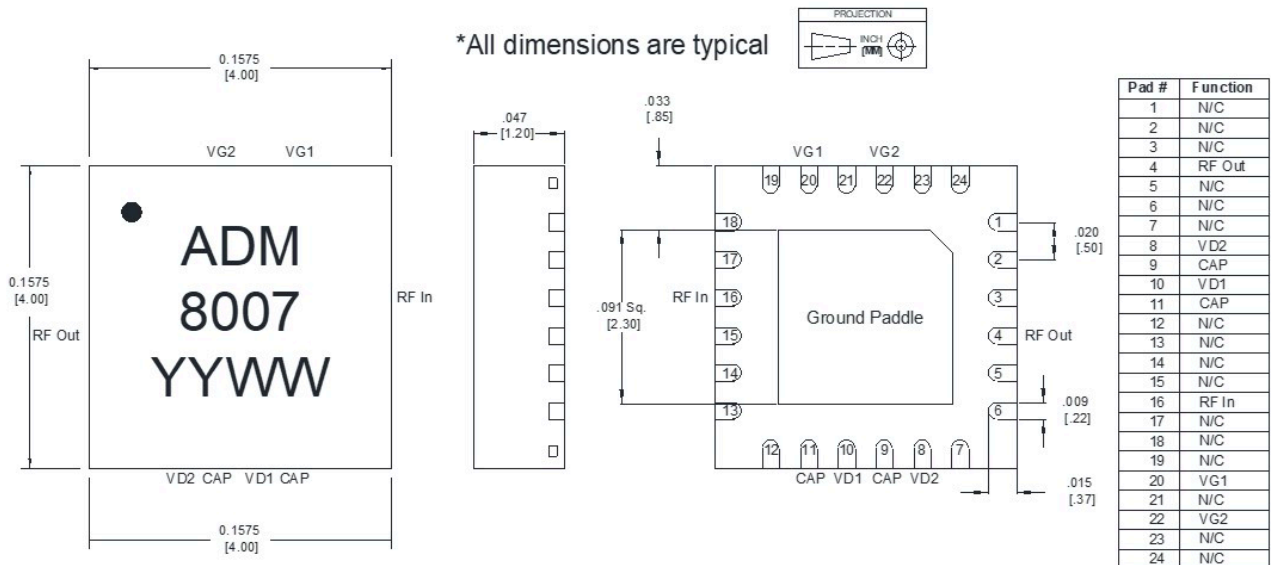 *All dimensions are typical
PROJECTION
INCH
[MM]
0.1575
[4.00]
VG2 VG1
0.1575
[4.00]
RF Out
ADM
8007
YYWW
RF In
VD2 CAP VD1 CAP
0.1575
[4.00]
.047
[1.20]
.033
[.85]
VG1 VG2
19 20 21 22 23 24
18
17
RF In 16
15
14
13
.091 Sq.
[2.30]
Ground Paddle
1
2
3
4 RF Out
5
6
12 11 10 9 8 7
CAP VD1 CAP VD2
.020
[.50]
.009
[.22]
.015
[.37]
Pad # Function
1 N/C
2 N/C
3 N/C
4 RF Out
5 N/C
6 N/C
7 N/C
8 VD2
9 CAP
10 VD1
11 CAP
12 N/C
13 N/C
14 N/C
15 N/C
16 RF In
17 N/C
18 N/C
19 N/C
20 VG1
21 N/C
22 VG2
23 N/C
24 N/C